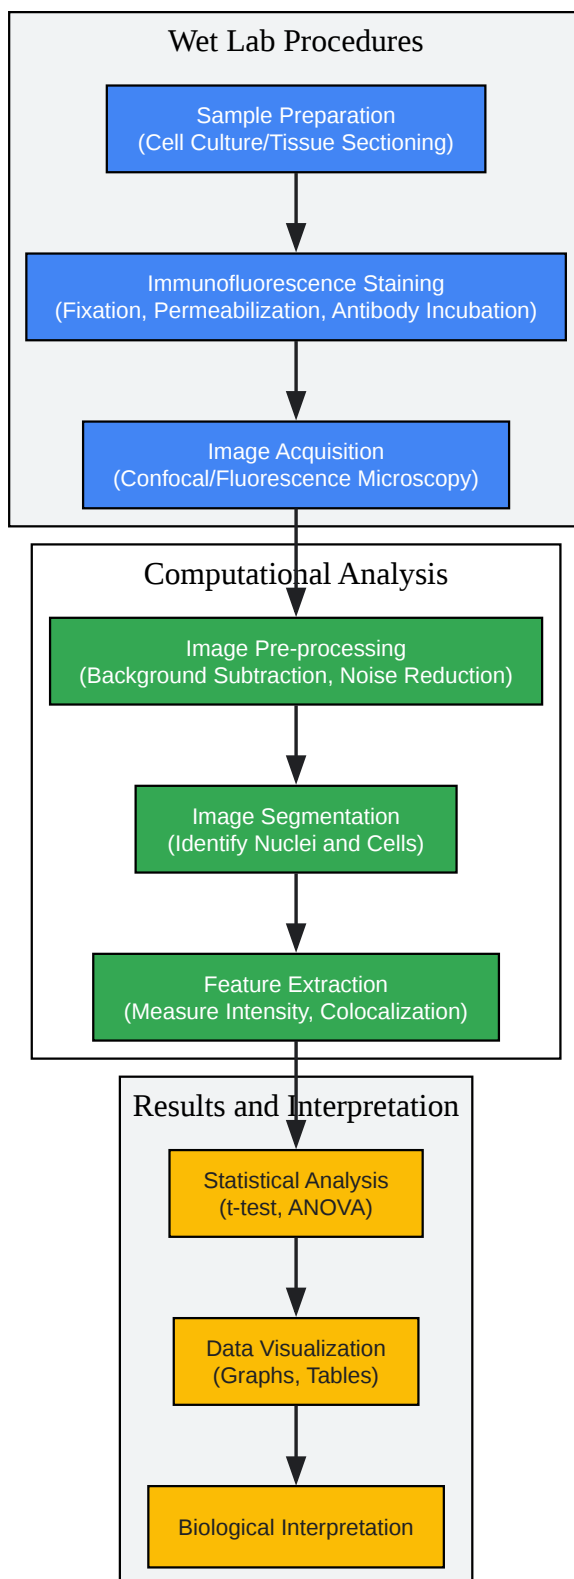 Wet Lab Procedures
Sample Preparation
(Cell Culture/Tissue Sectioning)
Immunofluorescence Staining
(Fixation, Permeabilization, Antibody Incubation)
Image Acquisition
(Confocal/Fluorescence Microscopy)
Computational Analysis
Image Pre-processing
(Background Subtraction, Noise Reduction)
Image Segmentation
(Identify Nuclei and Cells)
Feature Extraction
(Measure Intensity, Colocalization)
Results and Interpretation
Statistical Analysis
(t-test, ANOVA)
Data Visualization
(Graphs, Tables)
Biological Interpretation